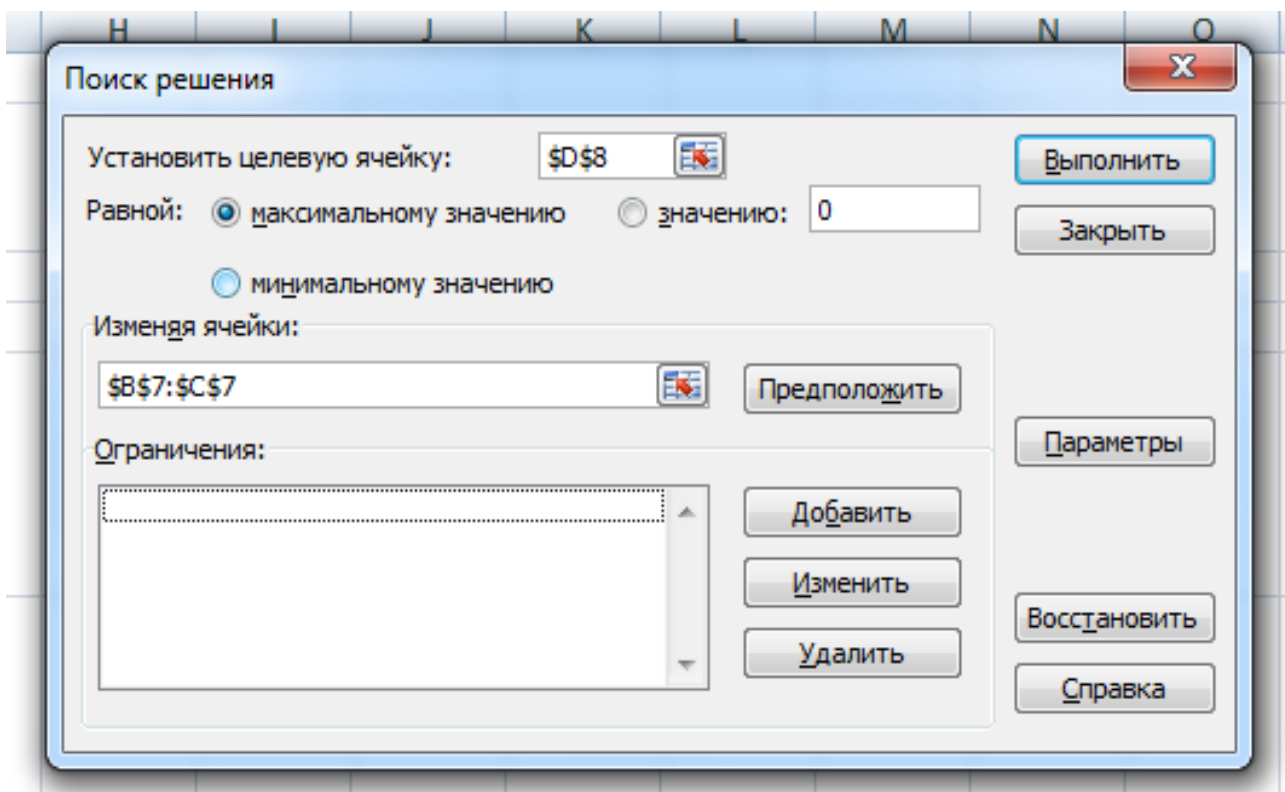 H I J K L M N O
Поиск решения
X
Установить целевую ячейку: $D$8
Выполнить
Равной: максимальному значению значению: 0
Закрыть
минимальному значению
Изменяя ячейки:
$B$7:$C$7
Предположить
Параметры
Ограничения:
Добавить
Изменить
Восстановить
Удалить
Справка